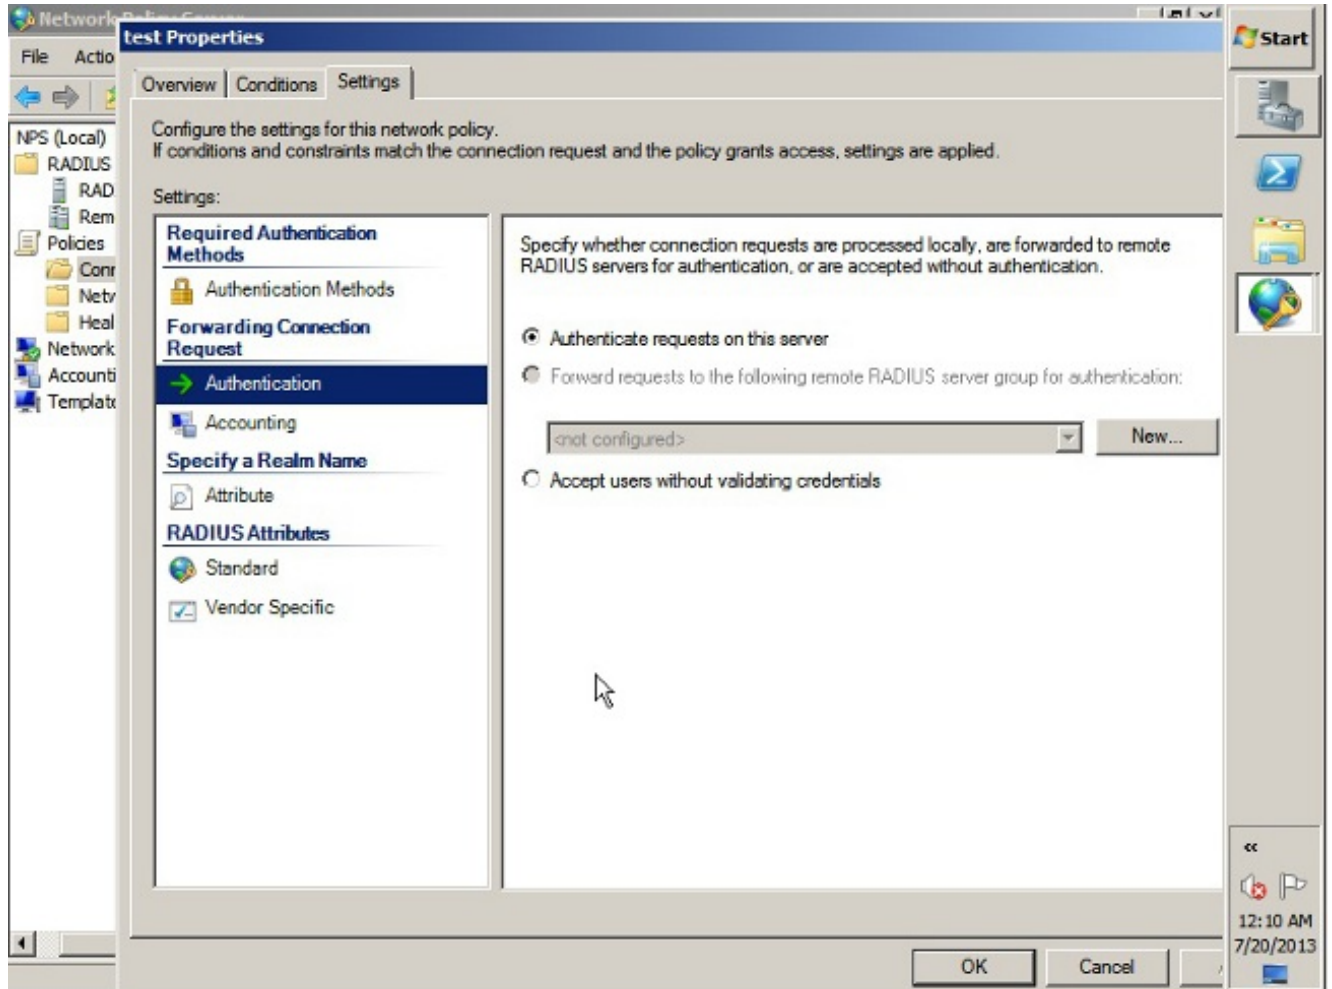 Network Policy Server
test Properties
Start
File Actio
Overview Conditions Settings
Configure the settings for this network policy.
If conditions and constraints match the connection request and the policy grants access, settings are applied.
NPS (Local)
RADIUS
RAD
Rem
Policies
Conn
Netw
Heal
Network
Accounti
Template
Settings:
Required Authentication
Methods
Authentication Methods
Forwarding Connection
Request
Authentication
Accounting
Specify a Realm Name
Attribute
RADIUS Attributes
Standard
Vendor Specific
Specify whether connection requests are processed locally, are forwarded to remote
RADIUS servers for authentication, or are accepted without authentication.
Authenticate requests on this server
Forward requests to the following remote RADIUS server group for authentication:
<not configured> New...
Accept users without validating credentials
OK Cancel
12:10 AM
7/20/2013